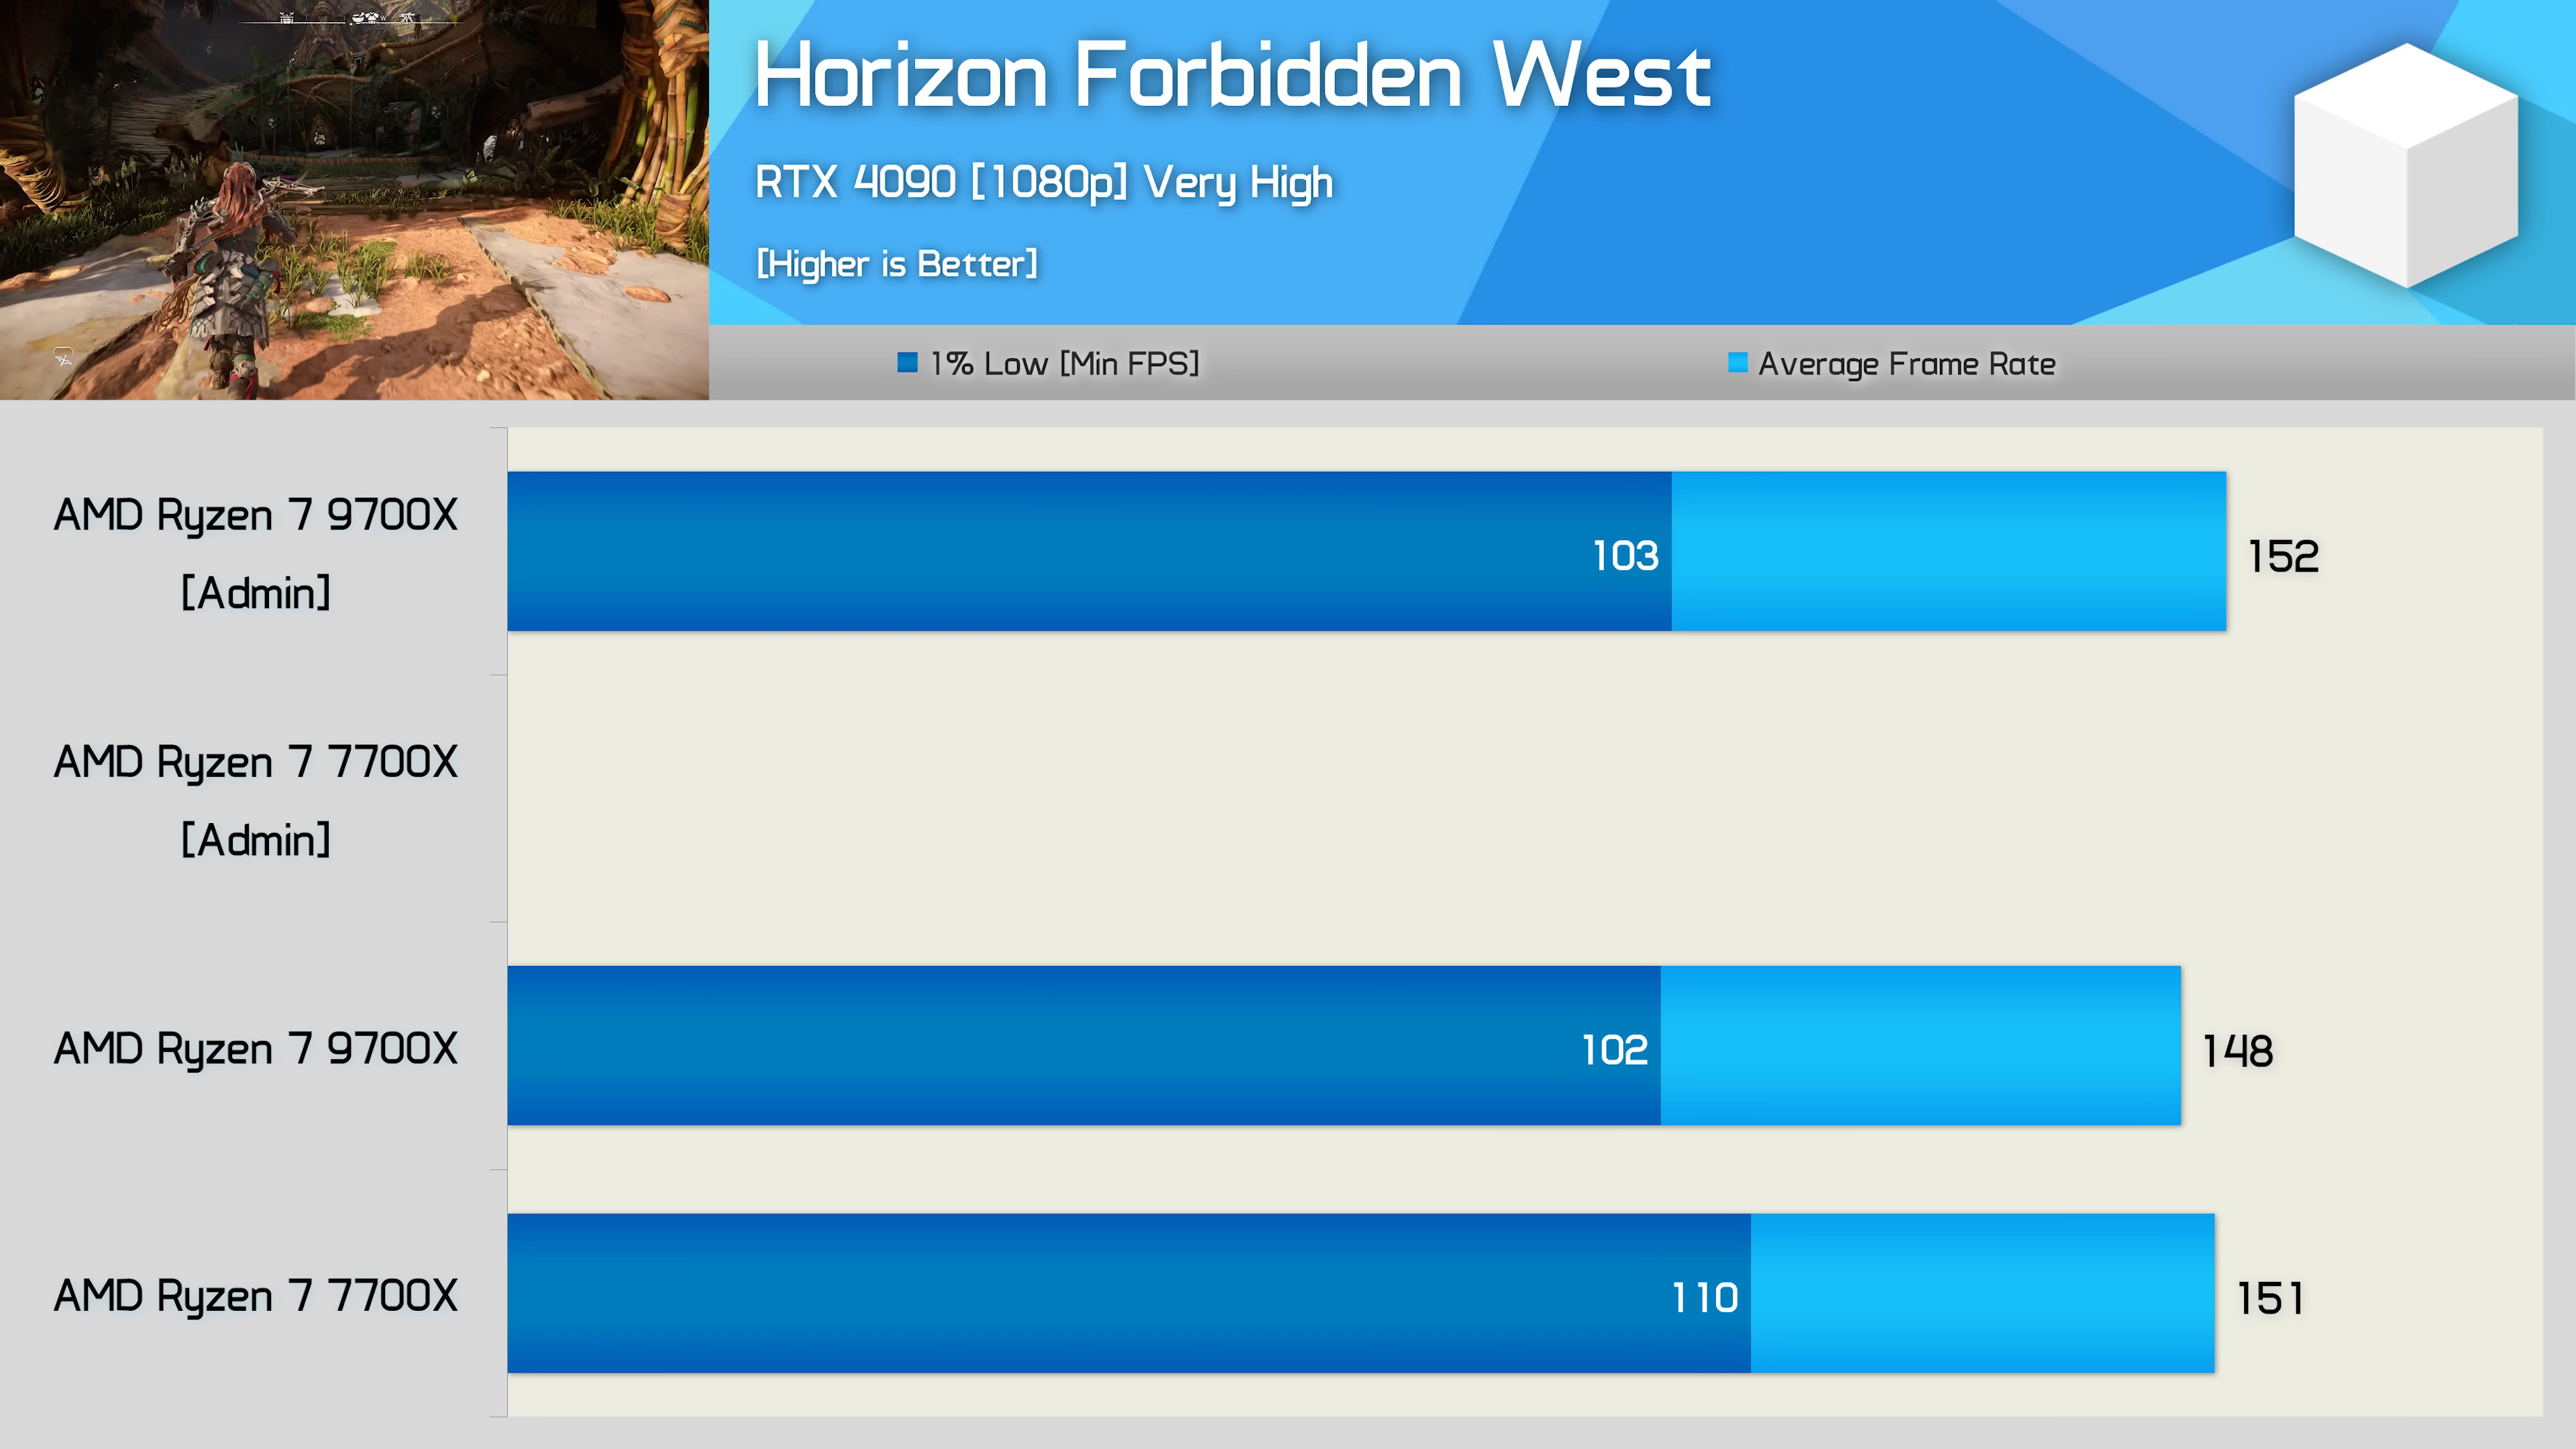 Horizon Forbidden West
RTX 4090 [1080p] Very High
[Higher is Better]
1% Low [Min FPS]
Average Frame Rate
AMD Ryzen 7 9700X
[Admin]
103
152
AMD Ryzen 7 7700X
[Admin]
AMD Ryzen 7 9700X
102
148
AMD Ryzen 7 7700X
110
151